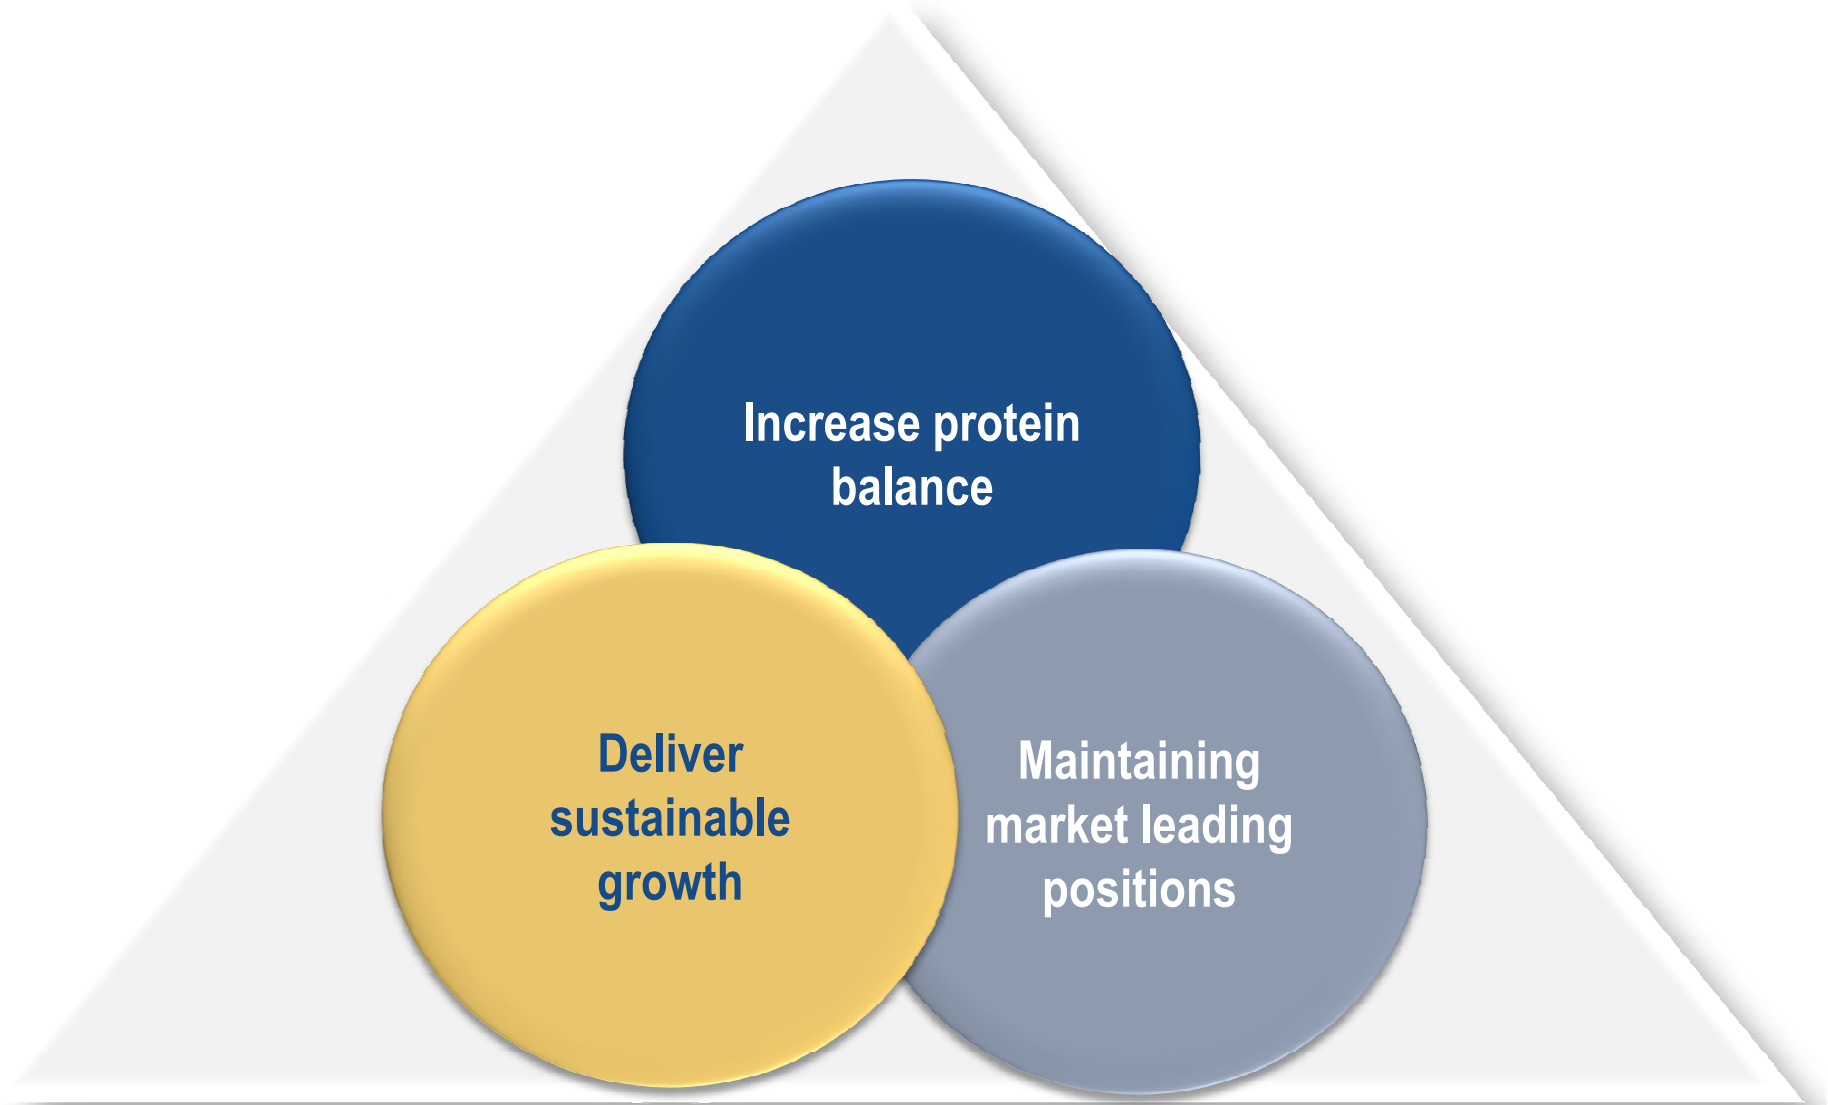 Increase protein
balance
Deliver
sustainable
growth
Maintaining
market leading
positions